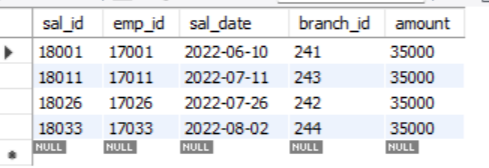 sal_id emp_id sal_date branch_id amount
18001 17001 2022-06-10 241 35000
18011 17011 2022-07-11 243 35000
18026 17026 2022-07-26 242 35000
18033 17033 2022-08-02 244 35000
NULL NULL NULL NULL NULL